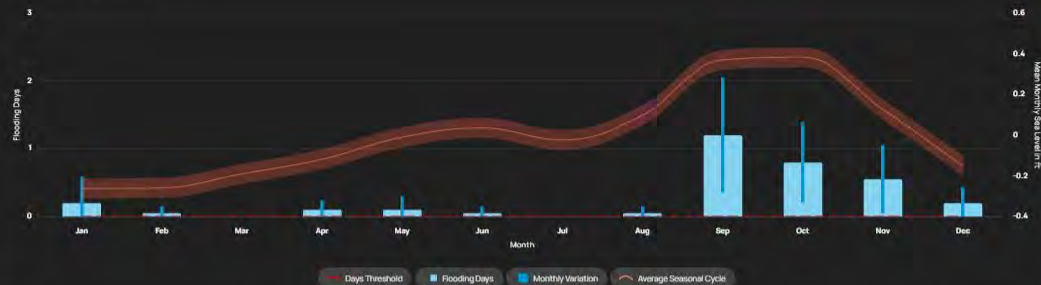 3
2
1
0
Flooding Days
0.6
0.4
0.2
0
-0.2
-0.4
Mean Monthly Sea Level in ft
Jan Feb Mar Apr May Jun Jul Aug Sep Oct Nov Dec
Month
Days Threshold Flooding Days Monthly Variation Average Seasonal Cycle